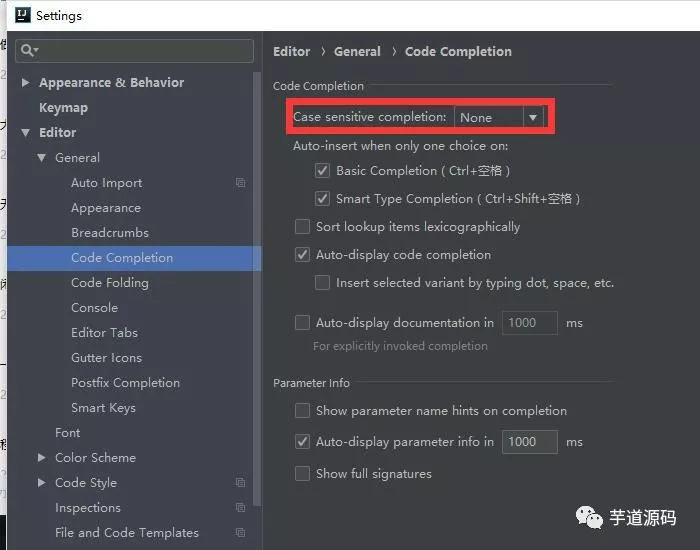 Settings
Appearance & Behavior
Keymap
Editor
General
Auto Import
Appearance
Breadcrumbs
Code Completion
Code Folding
Console
Editor Tabs
Gutter Icons
Postfix Completion
Smart Keys
Font
Color Scheme
Code Style
Inspections
File and Code Templates
Editor › General › Code Completion
Code Completion
Case sensitive completion: None
Auto-insert when only one choice on:
Basic Completion ( Ctrl+空格 )
Smart Type Completion ( Ctrl+Shift+空格 )
Sort lookup items lexicographically
Auto-display code completion
Insert selected variant by typing dot, space, etc.
Auto-display documentation in 1000 ms
For explicitly invoked completion
Parameter Info
Show parameter name hints on completion
Auto-display parameter info in 1000 ms
Show full signatures
芋道源码